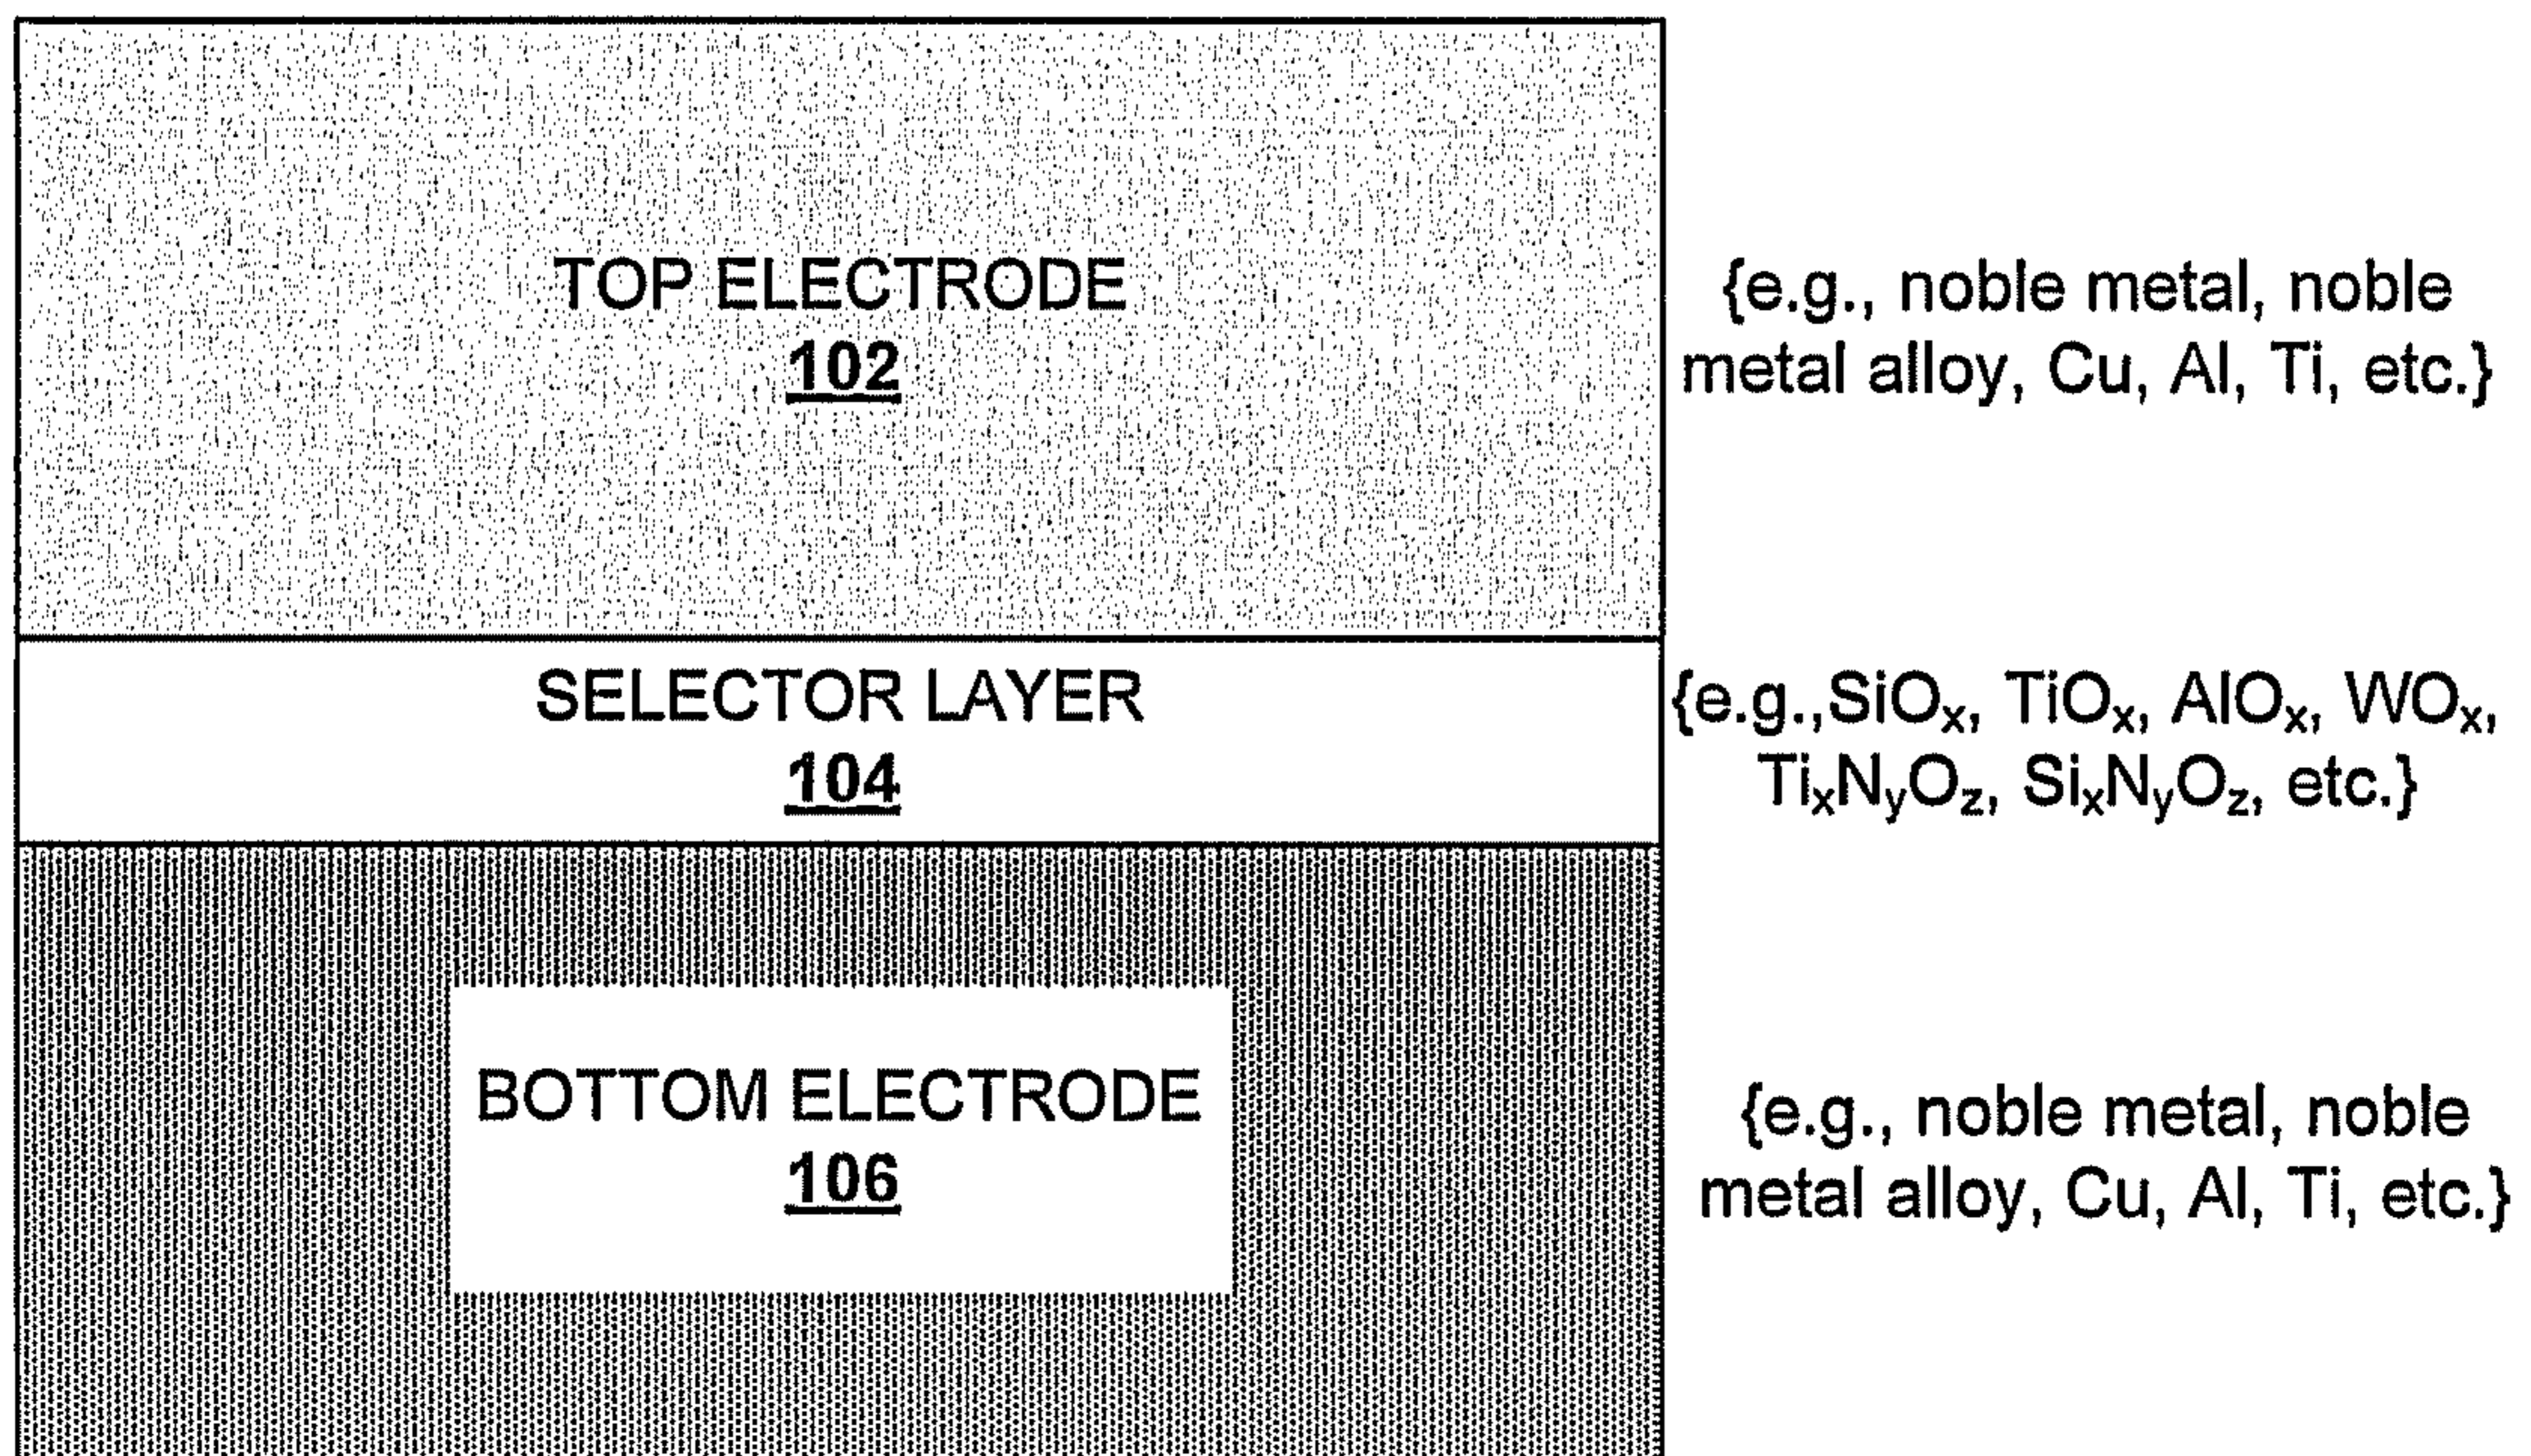 TOP ELECTRODE
102
{e.g., noble metal, noble
metal alloy, Cu, Al, Ti, etc.}
SELECTOR LAYER
104
{e.g.,SiOₓ, TiOₓ, AlOₓ, WOₓ,
TiₓNyOz, SiₓNyOz, etc.}
BOTTOM ELECTRODE
106
{e.g., noble metal, noble
metal alloy, Cu, Al, Ti, etc.}